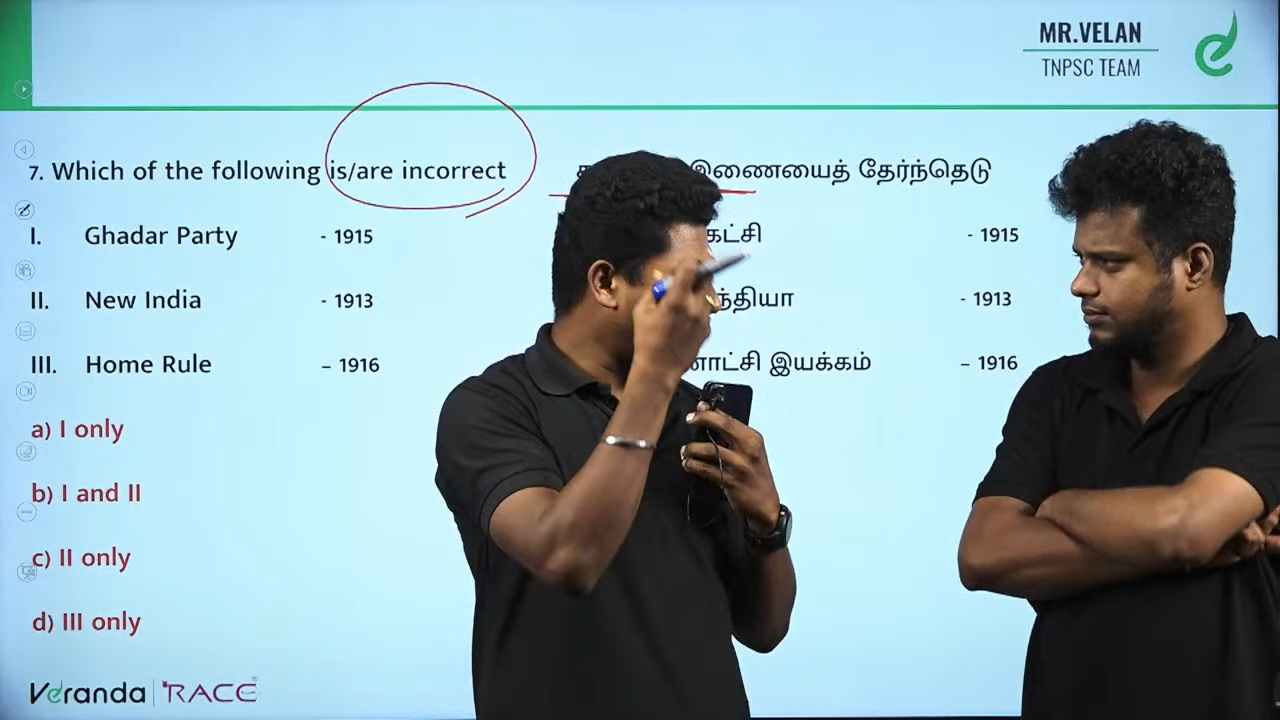 MR.VELAN
TNPSC TEAM
7. Which of the following is/are incorrect இணையைத் தேர்ந்தெடு
I. Ghadar Party - 1915 - 1915
II. New India - 1913 - 1913
III. Home Rule – 1916 இயக்கம் – 1916
a) I only
b) I and II
c) II only
d) III only
Veranda RACE